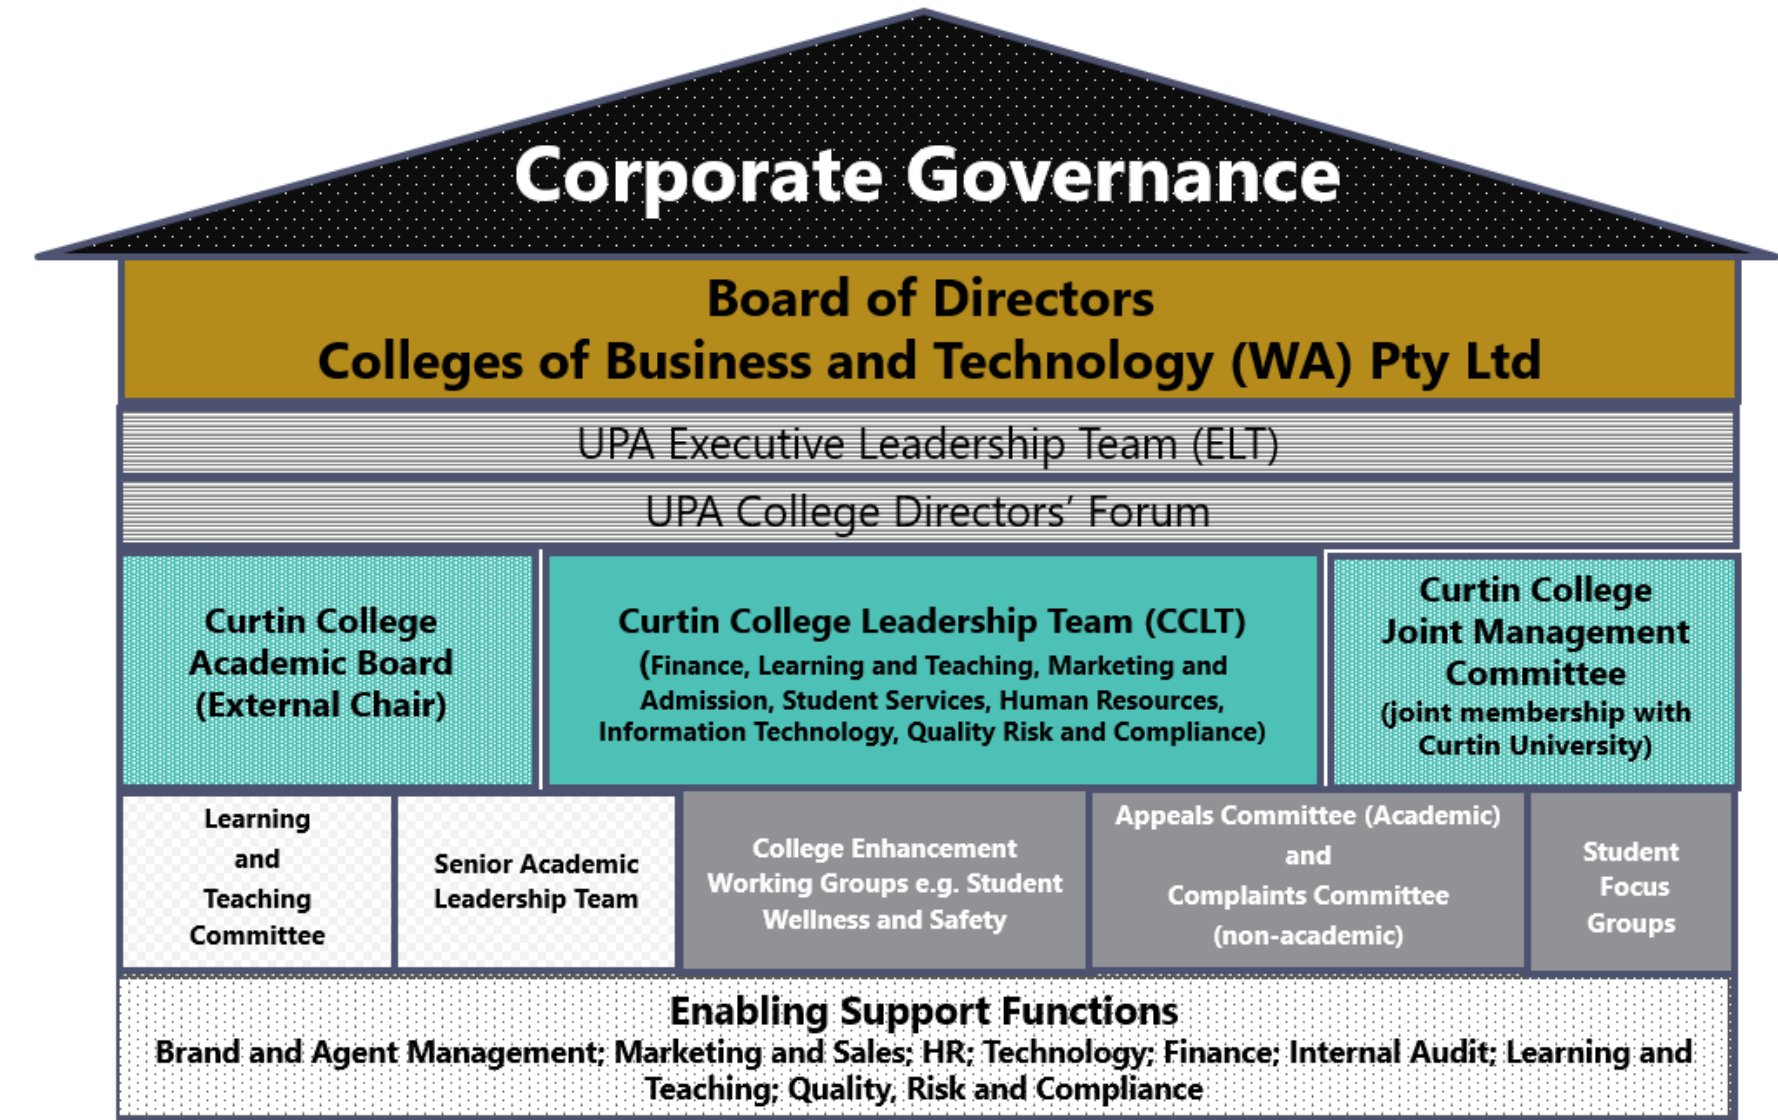 Corporate Governance
Board of Directors
Colleges of Business and Technology (WA) Pty Ltd
UPA Executive Leadership Team (ELT)
UPA College Directors’ Forum
Curtin College
Academic Board
(External Chair)
Curtin College Leadership Team (CCLT)
(Finance, Learning and Teaching, Marketing and
Admission, Student Services, Human Resources,
Information Technology, Quality Risk and Compliance)
Curtin College
Joint Management
Committee
(joint membership with
Curtin University)
Learning
and
Teaching
Committee
Senior Academic
Leadership Team
College Enhancement
Working Groups e.g. Student
Wellness and Safety
Appeals Committee (Academic)
and
Complaints Committee
(non-academic)
Student
Focus
Groups
Enabling Support Functions
Brand and Agent Management; Marketing and Sales; HR; Technology; Finance; Internal Audit; Learning and
Teaching; Quality, Risk and Compliance